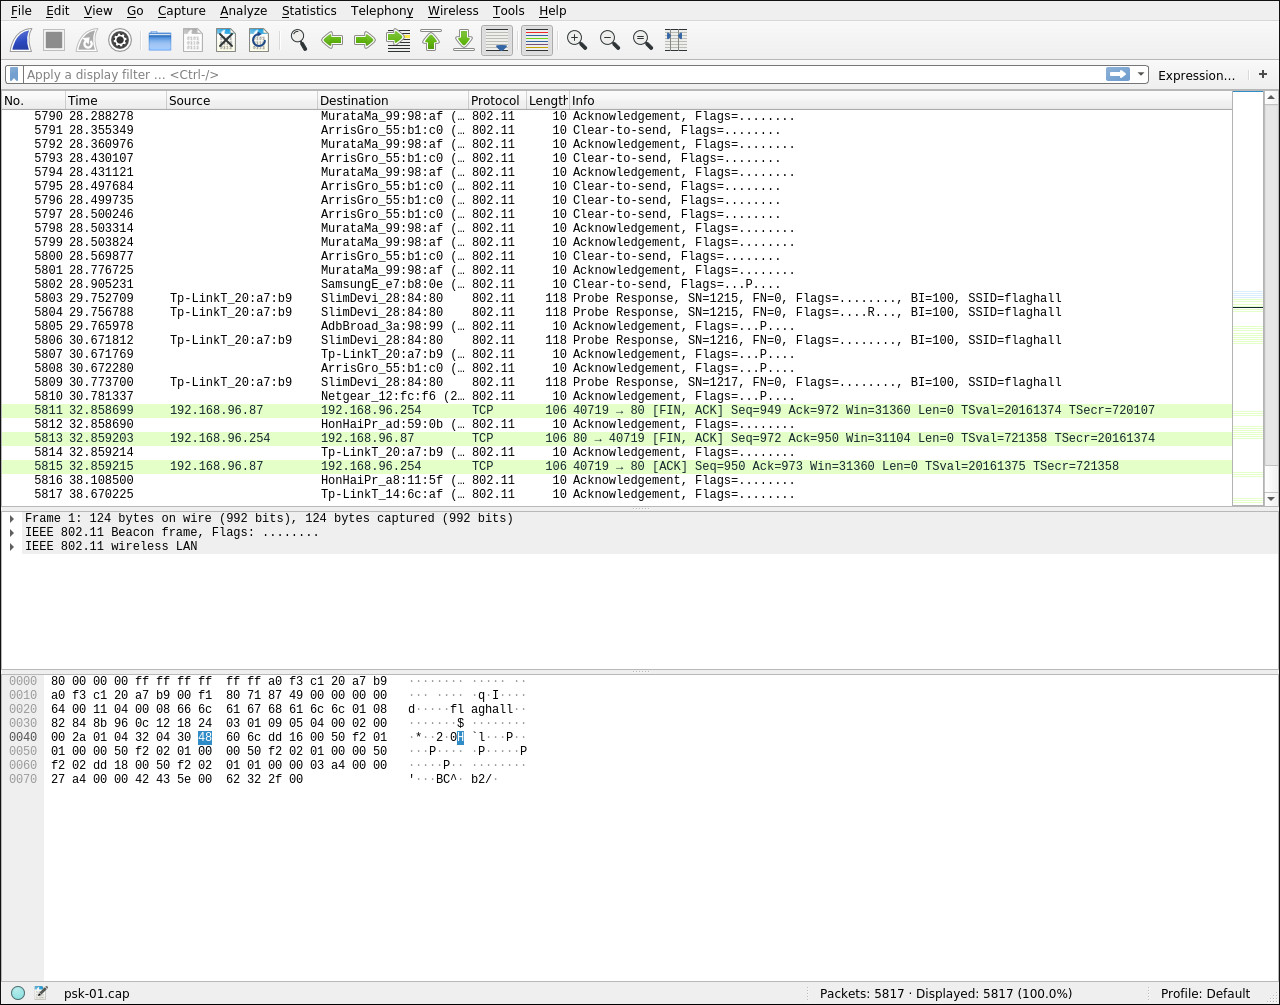 File Edit View Go Capture Analyze Statistics Telephony Wireless Tools Help
Apply a display filter ... <Ctrl-/> Expression... +
No. Time Source Destination Protocol Length Info
5790 28.288278 MurataMa_99:98:af (… 802.11 10 Acknowledgement, Flags=........
5791 28.355349 ArrisGro_55:b1:c0 (… 802.11 10 Clear-to-send, Flags=........
5792 28.360976 MurataMa_99:98:af (… 802.11 10 Acknowledgement, Flags=........
5793 28.430107 ArrisGro_55:b1:c0 (… 802.11 10 Clear-to-send, Flags=........
5794 28.431121 MurataMa_99:98:af (… 802.11 10 Acknowledgement, Flags=........
5795 28.497684 ArrisGro_55:b1:c0 (… 802.11 10 Clear-to-send, Flags=........
5796 28.499735 ArrisGro_55:b1:c0 (… 802.11 10 Clear-to-send, Flags=........
5797 28.500246 ArrisGro_55:b1:c0 (… 802.11 10 Clear-to-send, Flags=........
5798 28.503314 MurataMa_99:98:af (… 802.11 10 Acknowledgement, Flags=........
5799 28.503824 MurataMa_99:98:af (… 802.11 10 Acknowledgement, Flags=........
5800 28.569877 ArrisGro_55:b1:c0 (… 802.11 10 Clear-to-send, Flags=........
5801 28.776725 MurataMa_99:98:af (… 802.11 10 Acknowledgement, Flags=........
5802 28.905231 SamsungE_e7:b8:0e (… 802.11 10 Clear-to-send, Flags=...P....
5803 29.752709 Tp-LinkT_20:a7:b9 SlimDevi_28:84:80 802.11 118 Probe Response, SN=1215, FN=0, Flags=........, BI=100, SSID=flaghall
5804 29.756788 Tp-LinkT_20:a7:b9 SlimDevi_28:84:80 802.11 118 Probe Response, SN=1215, FN=0, Flags=....R..., BI=100, SSID=flaghall
5805 29.765978 AdbBroad_3a:98:99 (… 802.11 10 Acknowledgement, Flags=...P....
5806 30.671812 Tp-LinkT_20:a7:b9 SlimDevi_28:84:80 802.11 118 Probe Response, SN=1216, FN=0, Flags=........, BI=100, SSID=flaghall
5807 30.671769 Tp-LinkT_20:a7:b9 (… 802.11 10 Acknowledgement, Flags=...P....
5808 30.672280 ArrisGro_55:b1:c0 (… 802.11 10 Acknowledgement, Flags=...P....
5809 30.773700 Tp-LinkT_20:a7:b9 SlimDevi_28:84:80 802.11 118 Probe Response, SN=1217, FN=0, Flags=........, BI=100, SSID=flaghall
5810 30.781337 Netgear_12:fc:f6 (2… 802.11 10 Acknowledgement, Flags=...P....
5811 32.858699 192.168.96.87 192.168.96.254 TCP 106 40719 → 80 [FIN, ACK] Seq=949 Ack=972 Win=31360 Len=0 TSval=20161374 TSecr=720107
5812 32.858690 HonHaiPr_ad:59:0b (… 802.11 10 Acknowledgement, Flags=........
5813 32.859203 192.168.96.254 192.168.96.87 TCP 106 80 → 40719 [FIN, ACK] Seq=972 Ack=950 Win=31104 Len=0 TSval=721358 TSecr=20161374
5814 32.859214 Tp-LinkT_20:a7:b9 (… 802.11 10 Acknowledgement, Flags=........
5815 32.859215 192.168.96.87 192.168.96.254 TCP 106 40719 → 80 [ACK] Seq=950 Ack=973 Win=31360 Len=0 TSval=20161375 TSecr=721358
5816 38.108500 HonHaiPr_a8:11:5f (… 802.11 10 Acknowledgement, Flags=........
5817 38.670225 Tp-LinkT_14:6c:af (… 802.11 10 Acknowledgement, Flags=........
Frame 1: 124 bytes on wire (992 bits), 124 bytes captured (992 bits)
IEEE 802.11 Beacon frame, Flags: ........
IEEE 802.11 wireless LAN
0000 80 00 00 00 ff ff ff ff ff ff a0 f3 c1 20 a7 b9 ········ ····· ··
0010 a0 f3 c1 20 a7 b9 00 f1 80 71 87 49 00 00 00 00 ··· ···· ·q·I····
0020 64 00 11 04 00 08 66 6c 61 67 68 61 6c 6c 01 08 d·····fl aghall··
0030 82 84 8b 96 0c 12 18 24 03 01 09 05 04 00 02 00 ·······$ ········
0040 00 2a 01 04 32 04 30 48 60 6c dd 16 00 50 f2 01 ·*··2·0H `l···P··
0050 01 00 00 50 f2 02 01 00 00 50 f2 02 01 00 00 50 ···P···· ·P·····P
0060 f2 02 dd 18 00 50 f2 02 01 01 00 00 03 a4 00 00 ·····P·· ········
0070 27 a4 00 00 42 43 5e 00 62 32 2f 00 '···BC^· b2/·
psk-01.cap Packets: 5817 · Displayed: 5817 (100.0%) Profile: Default